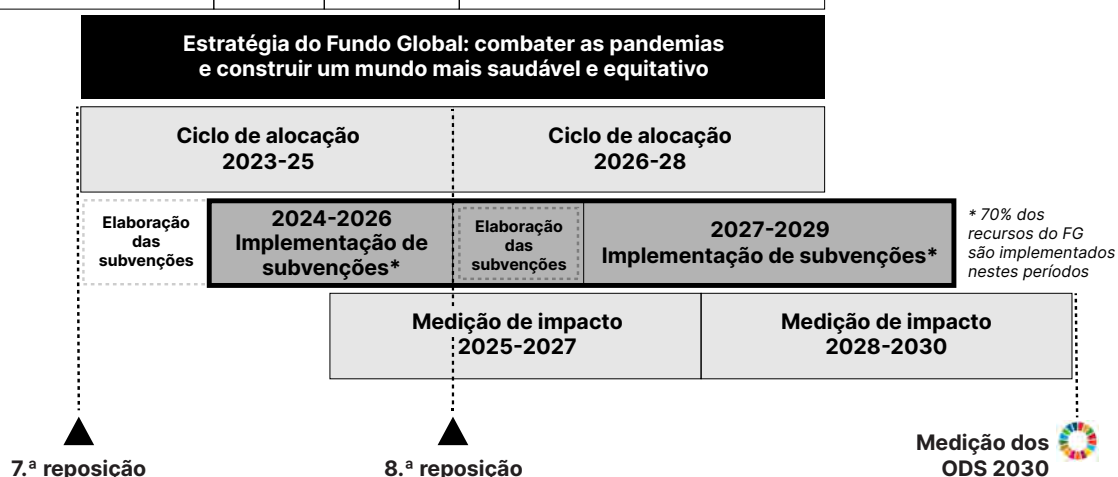 Estratégia do Fundo Global: combater as pandemias
e construir um mundo mais saudável e equitativo
Ciclo de alocação
2023-25
Ciclo de alocação
2026-28
Elaboração
das
subvenções
2024-2026
Implementação de
subvenções*
Elaboração
das
subvenções
2027-2029
Implementação de subvenções*
* 70% dos
recursos do FG
são implementados
nestes períodos
Medição de impacto
2025-2027
Medição de impacto
2028-2030
7.ª reposição
8.ª reposição
Medição dos
ODS 2030